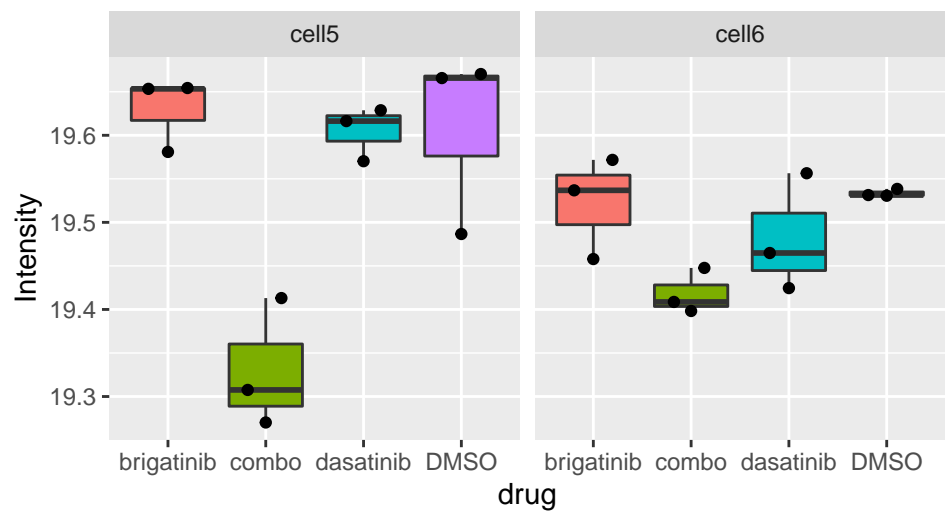 cell5 cell6
Intensity
19.6
19.5
19.4
19.3
brigatinib combo dasatinib DMSO brigatinib combo dasatinib DMSO
drug